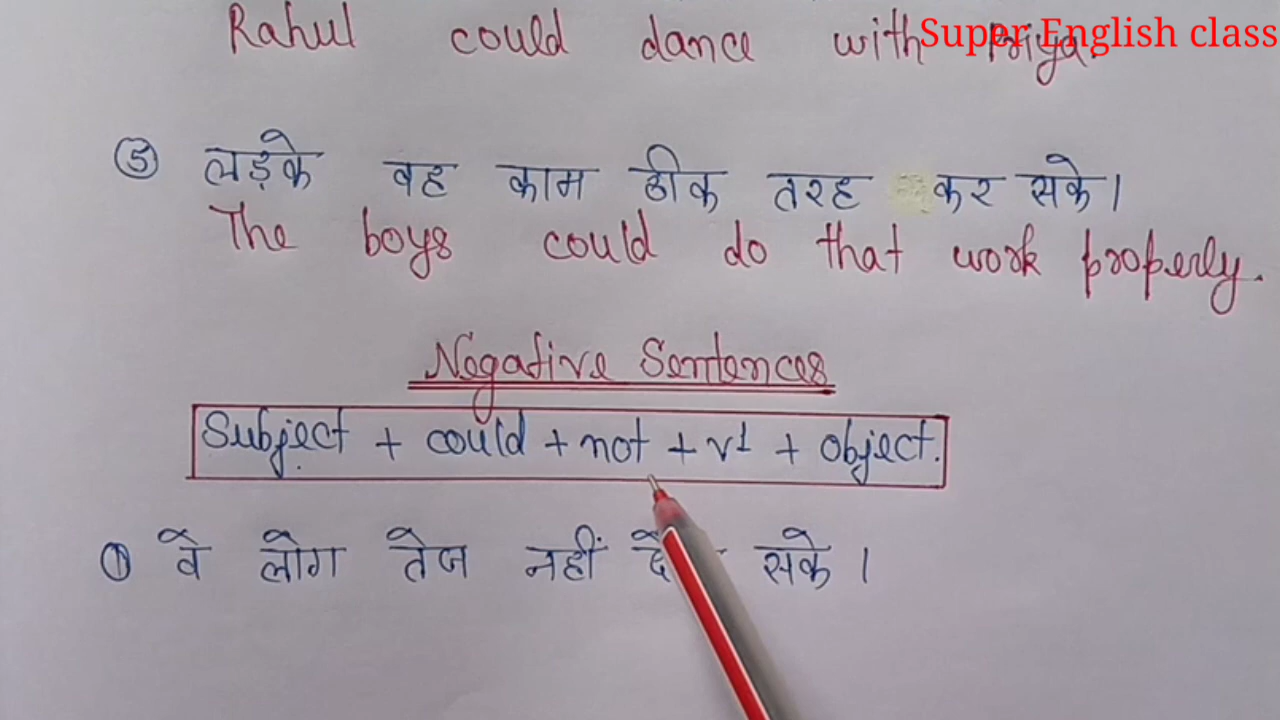 Rahul could dance with Priya.
Super English class
⑤ लड़के वह काम ठीक तरह कर सके।
The boys could do that work properly.
Negative Sentences
Subject + could + not + v1 + object.
① वे लोग तेज नहीं सके।